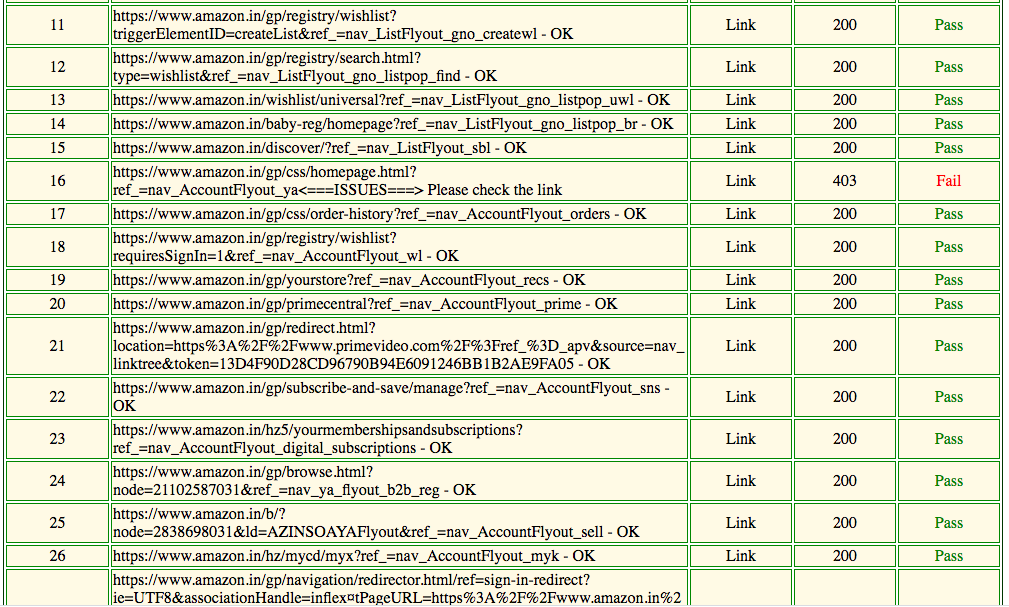 11
https://www.amazon.in/gp/registry/wishlist?
triggerElementID=createList&ref_=nav_ListFlyout_gno_createwl - OK
Link
200
Pass
12
https://www.amazon.in/gp/registry/search.html?
type=wishlist&ref_=nav_ListFlyout_gno_listpop_find - OK
Link
200
Pass
13
https://www.amazon.in/wishlist/universal?ref_=nav_ListFlyout_gno_listpop_uwl - OK
Link
200
Pass
14
https://www.amazon.in/baby-reg/homepage?ref_=nav_ListFlyout_gno_listpop_br - OK
Link
200
Pass
15
https://www.amazon.in/discover/?ref_=nav_ListFlyout_sbl - OK
Link
200
Pass
16
https://www.amazon.in/gp/css/homepage.html?
ref_=nav_AccountFlyout_ya<===ISSUES===> Please check the link
Link
403
Fail
17
https://www.amazon.in/gp/css/order-history?ref_=nav_AccountFlyout_orders - OK
Link
200
Pass
18
https://www.amazon.in/gp/registry/wishlist?
requiresSignIn=1&ref_=nav_AccountFlyout_wl - OK
Link
200
Pass
19
https://www.amazon.in/gp/yourstore?ref_=nav_AccountFlyout_recs - OK
Link
200
Pass
20
https://www.amazon.in/gp/primecentral?ref_=nav_AccountFlyout_prime - OK
Link
200
Pass
21
https://www.amazon.in/gp/redirect.html?
location=https%3A%2F%2Fwww.primevideo.com%2F%3Fref_%3D_apv&source=nav_
linktree&token=13D4F90D28CD96790B94E6091246BB1B2AE9FA05 - OK
Link
200
Pass
22
https://www.amazon.in/gp/subscribe-and-save/manage?ref_=nav_AccountFlyout_sns -
OK
Link
200
Pass
23
https://www.amazon.in/hz5/yourmembershipsandsubscriptions?
ref_=nav_AccountFlyout_digital_subscriptions - OK
Link
200
Pass
24
https://www.amazon.in/gp/browse.html?
node=21102587031&ref_=nav_ya_flyout_b2b_reg - OK
Link
200
Pass
25
https://www.amazon.in/b/?
node=2838698031&ld=AZINSOAYAFlyout&ref_=nav_AccountFlyout_sell - OK
Link
200
Pass
26
https://www.amazon.in/hz/mycd/myx?ref_=nav_AccountFlyout_myk - OK
Link
200
Pass
https://www.amazon.in/gp/navigation/redirector.html/ref=sign-in-redirect?
ie=UTF8&associationHandle=inflex¤tPageURL=https%3A%2F%2Fwww.amazon.in%2